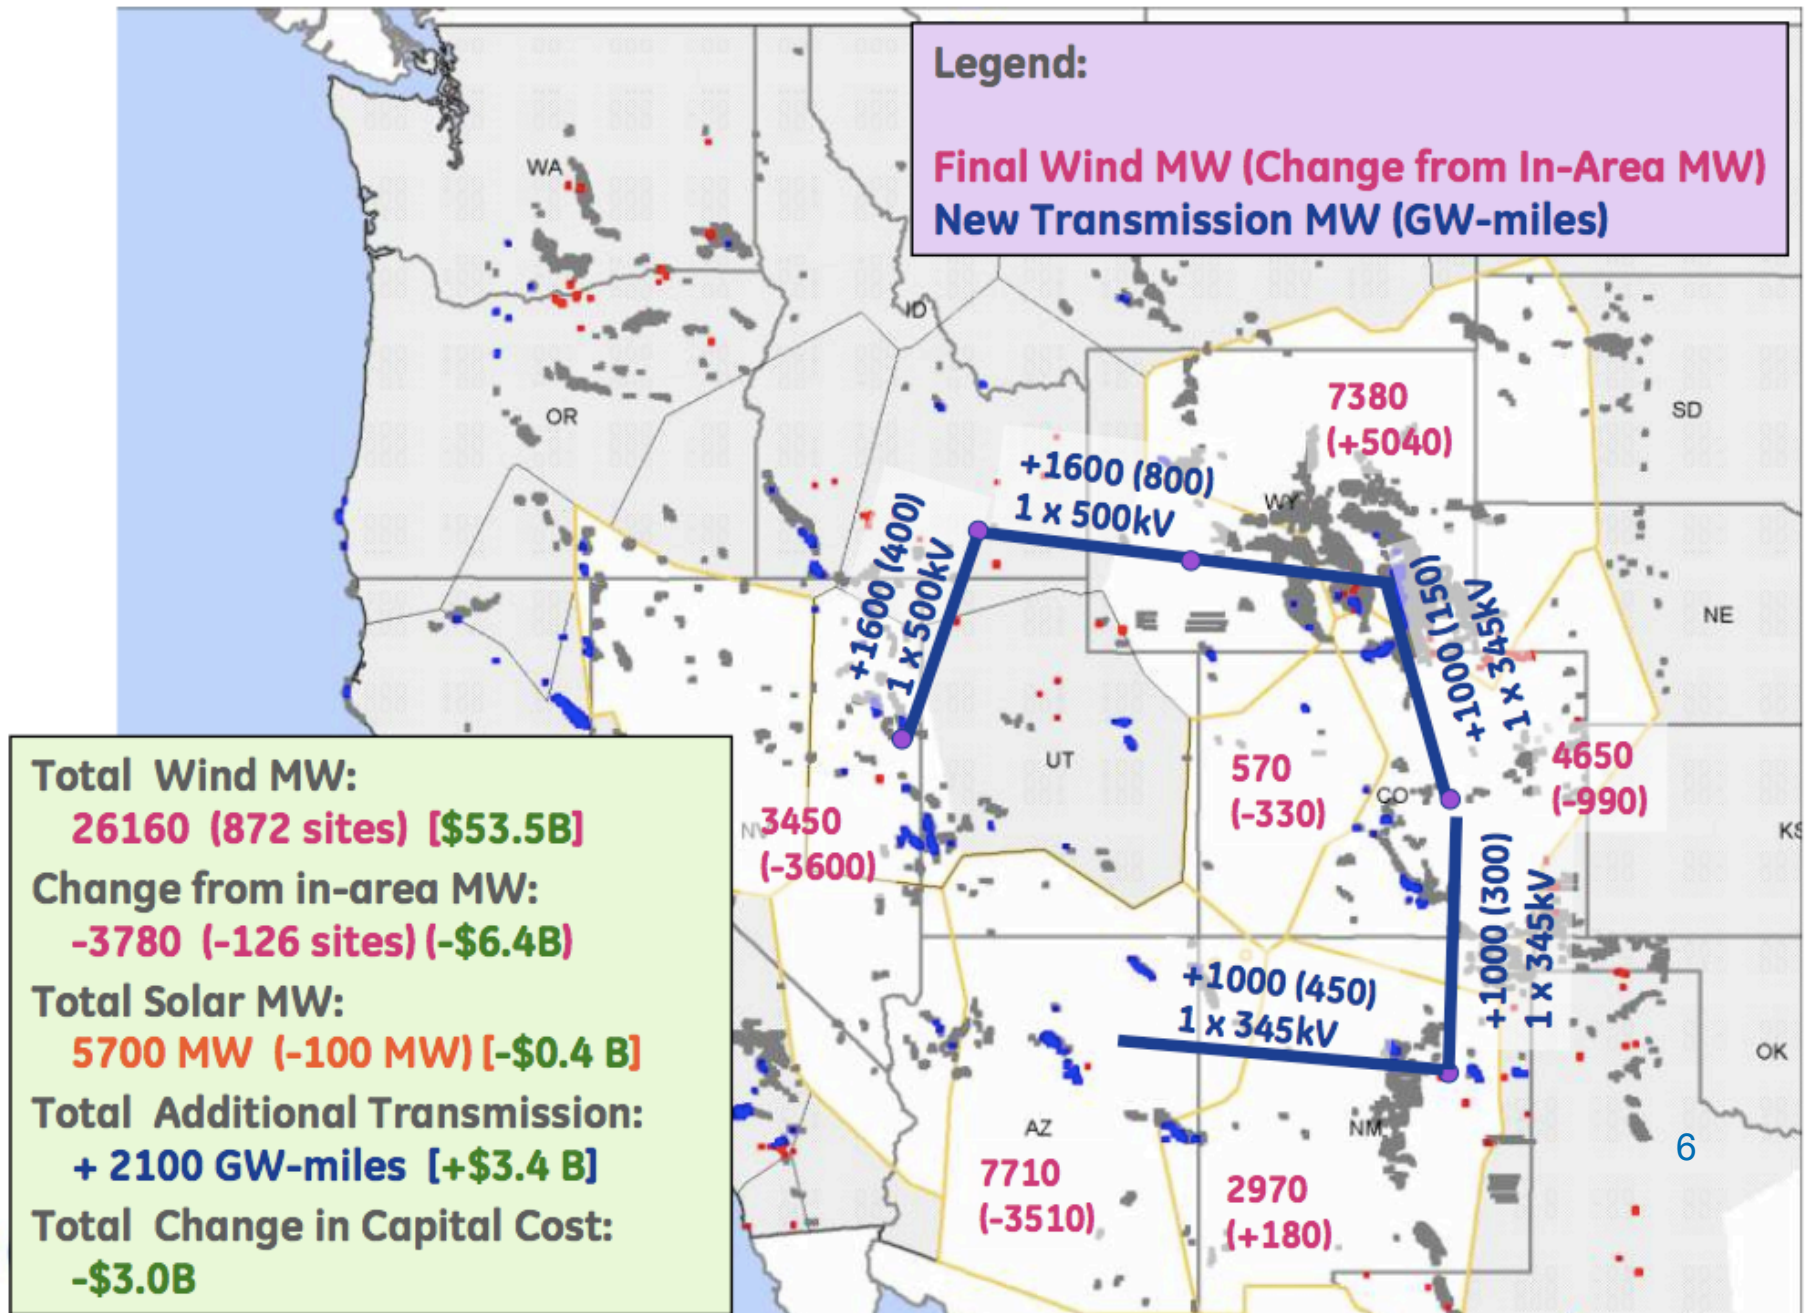 Legend:
Final Wind MW (Change from In-Area MW)
New Transmission MW (GW-miles)
WA
ID
OR
SD
7380
(+5040)
+1600 (800)
1 x 500kV
WY
+1600 (400)
1 x 500kV
+1000 (150)
1 x 345kV
NE
UT
570
(-330)
CO
4650
(-990)
KS
NV
3450
(-3600)
+1000 (300)
1 x 345kV
+1000 (450)
1 x 345kV
OK
AZ
NM
7710
(-3510)
2970
(+180)
6
Total Wind MW:
26160 (872 sites) [$53.5B]
Change from in-area MW:
-3780 (-126 sites) (-$6.4B)
Total Solar MW:
5700 MW (-100 MW) [-$0.4 B]
Total Additional Transmission:
+ 2100 GW-miles [+$3.4 B]
Total Change in Capital Cost:
-$3.0B